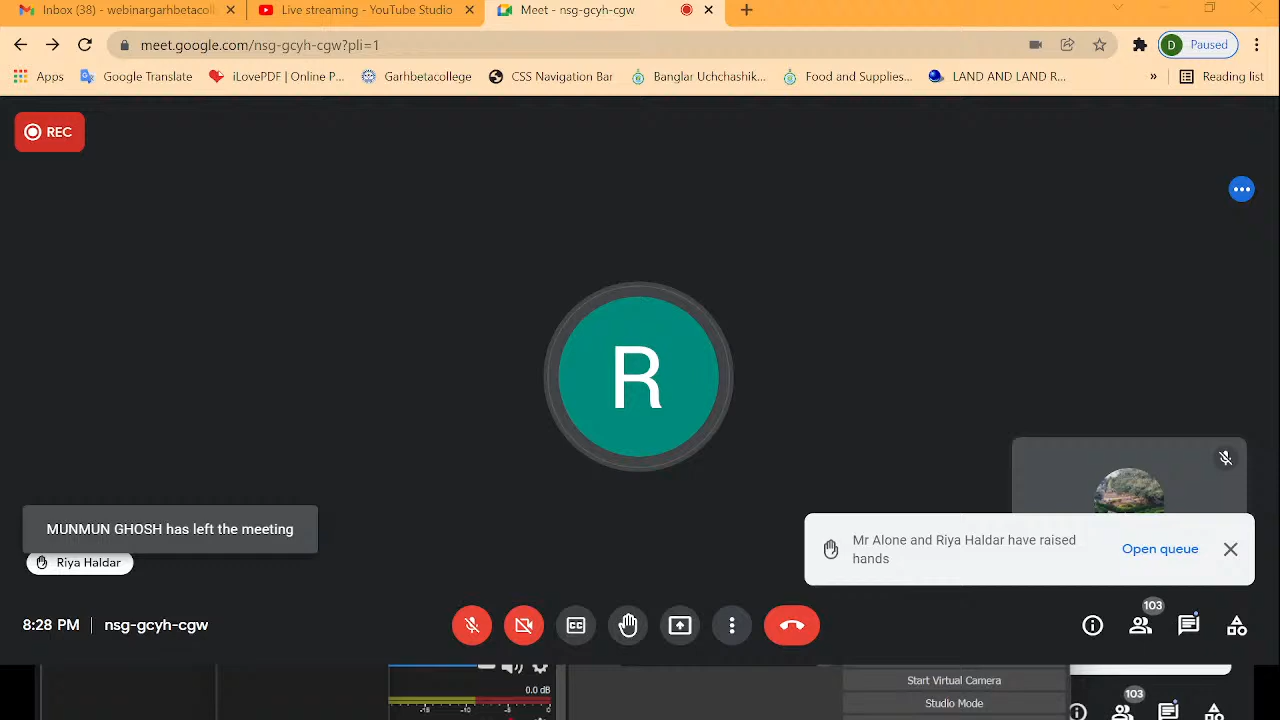 Inbox (38) - webinargarhbetacoll
Live streaming - YouTube Studio
Meet - nsg-gcyh-cgw
meet.google.com/nsg-gcyh-cgw?pli=1
D Paused
Apps
Google Translate
iLovePDF | Online P...
Garhbetacollege
CSS Navigation Bar
Banglar Uchchashik...
Food and Supplies...
LAND AND LAND R...
»
Reading list
REC
R
MUNMUN GHOSH has left the meeting
Riya Haldar
Mr Alone and Riya Haldar have raised
hands
Open queue
8:28 PM | nsg-gcyh-cgw
CC
103
0.0 dB
Start Virtual Camera
Studio Mode
103